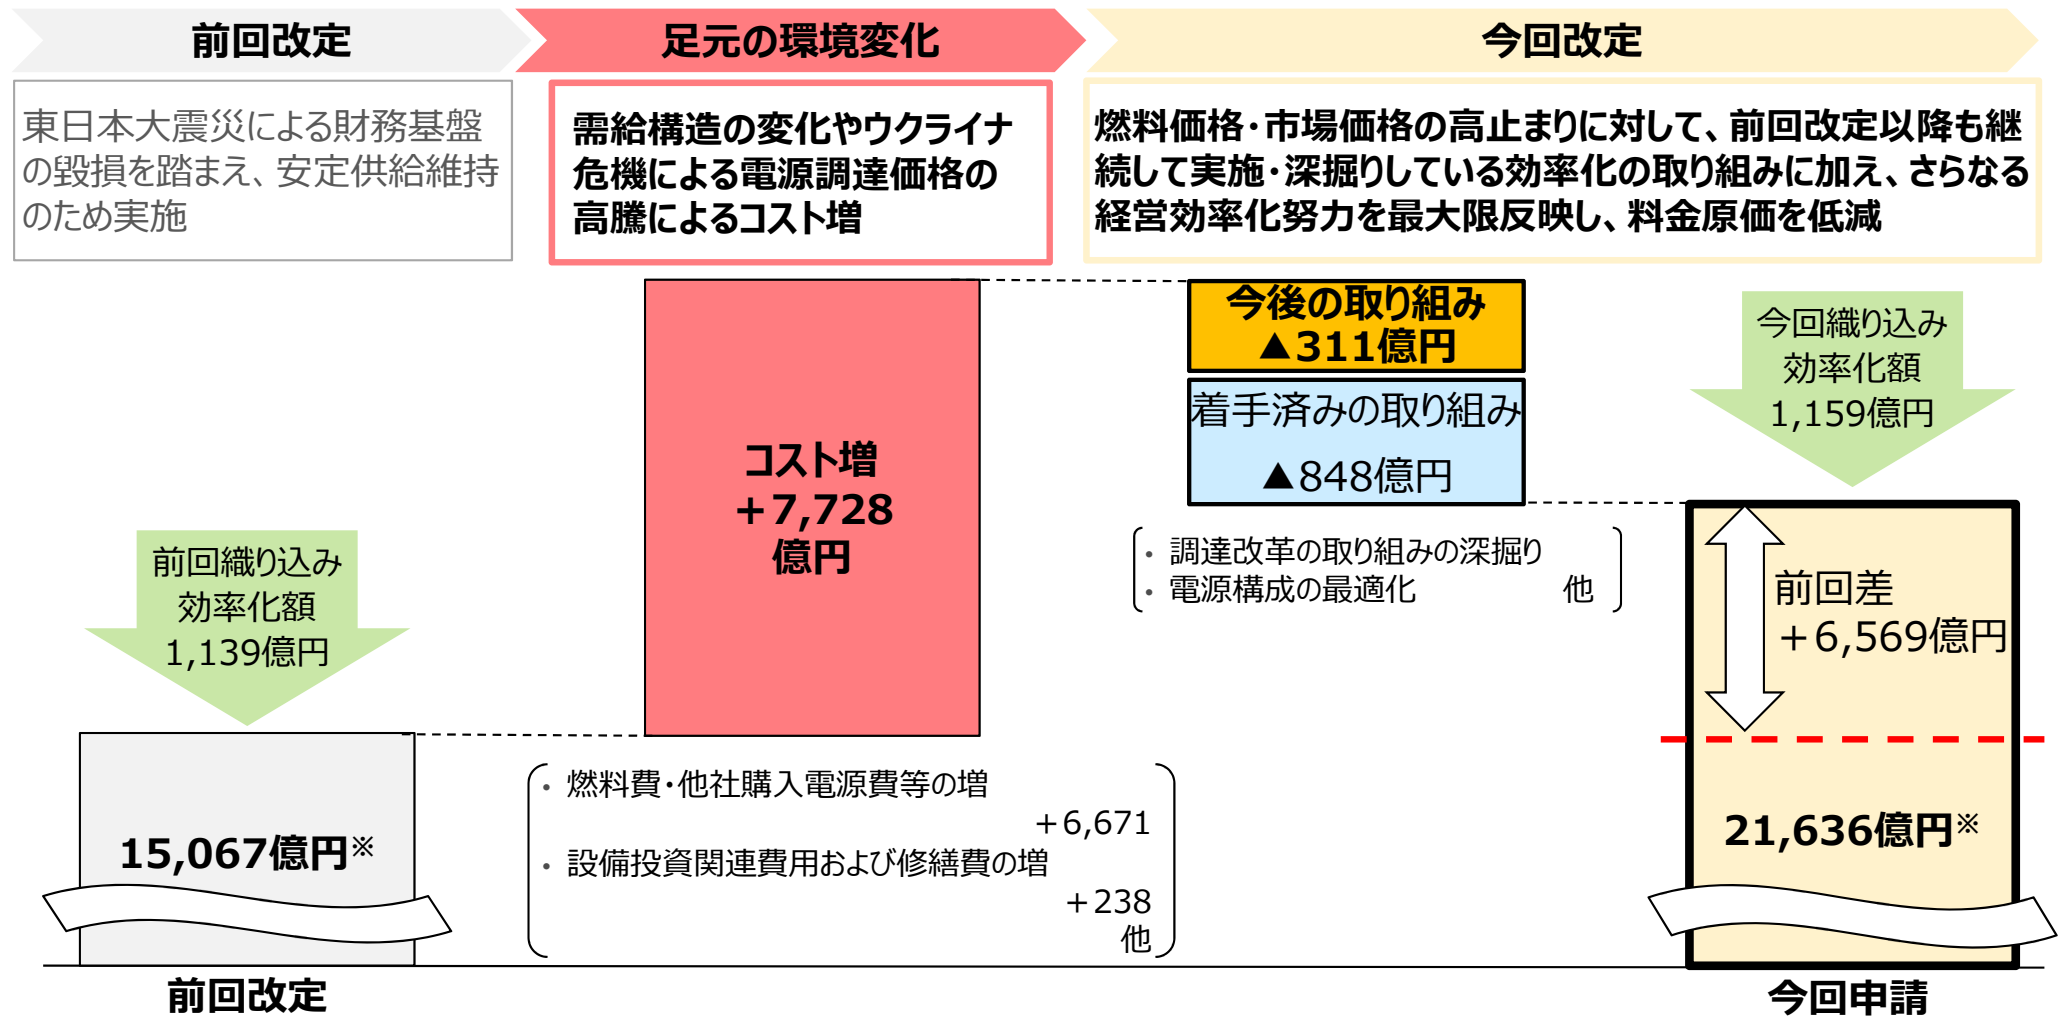 前回改定
足元の環境変化
今回改定
東日本大震災による財務基盤
の毀損を踏まえ、安定供給維持
のため実施
需給構造の変化やウクライナ
危機による電源調達価格の
高騰によるコスト増
燃料価格・市場価格の高止まりに対して、前回改定以降も継
続して実施・深掘りしている効率化の取り組みに加え、さらなる
経営効率化努力を最大限反映し、料金原価を低減
今後の取り組み
▲311億円
着手済みの取り組み
▲848億円
今回織り込み
効率化額
1,159億円
コスト増
＋7,728
億円
・ 調達改革の取り組みの深掘り
・ 電源構成の最適化 他
前回織り込み
効率化額
1,139億円
前回差
＋6,569億円
・ 燃料費・他社購入電源費等の増
＋6,671
・ 設備投資関連費用および修繕費の増
＋238
他
15,067億円※
21,636億円※
前回改定
今回申請